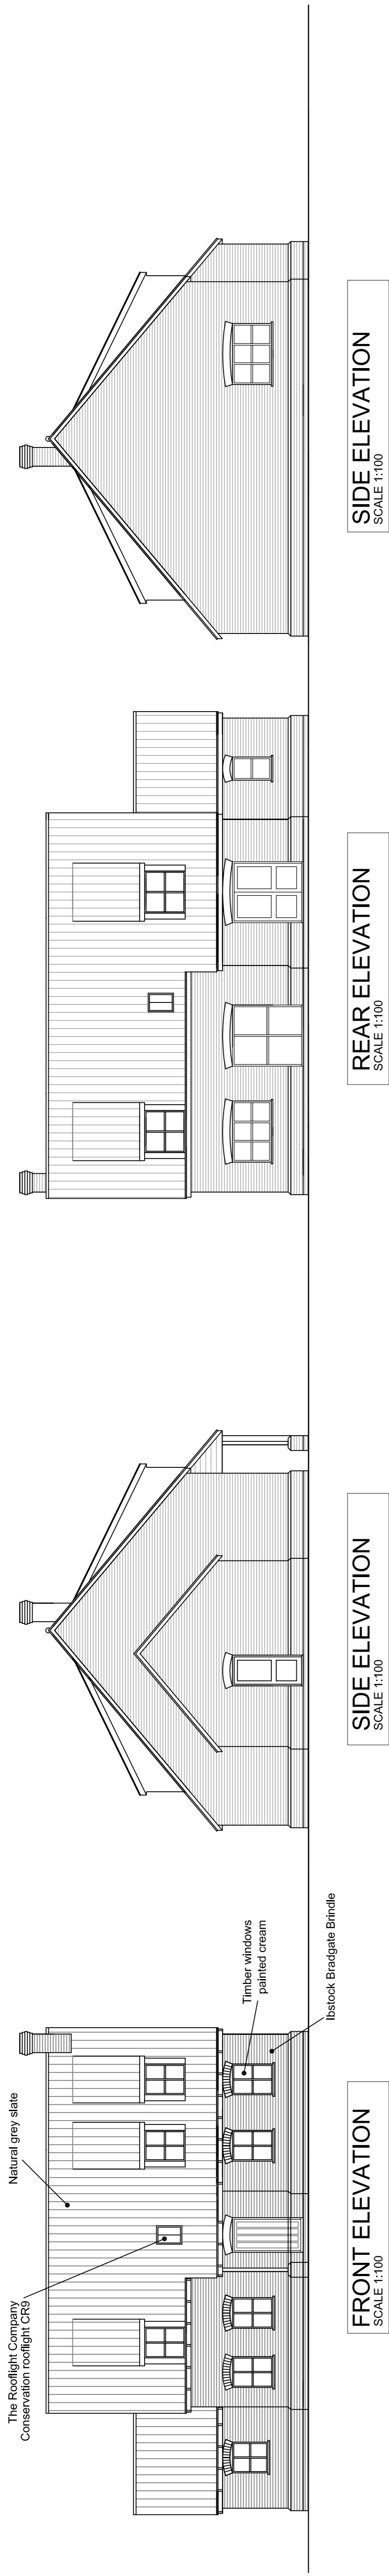 The Rooflight Company
Conservation rooflight CR9
Natural grey slate
Timber windows
painted cream
Ibstock Bradgate Brindle
FRONT ELEVATION
SCALE 1:100
SIDE ELEVATION
SCALE 1:100
REAR ELEVATION
SCALE 1:100
SIDE ELEVATION
SCALE 1:100